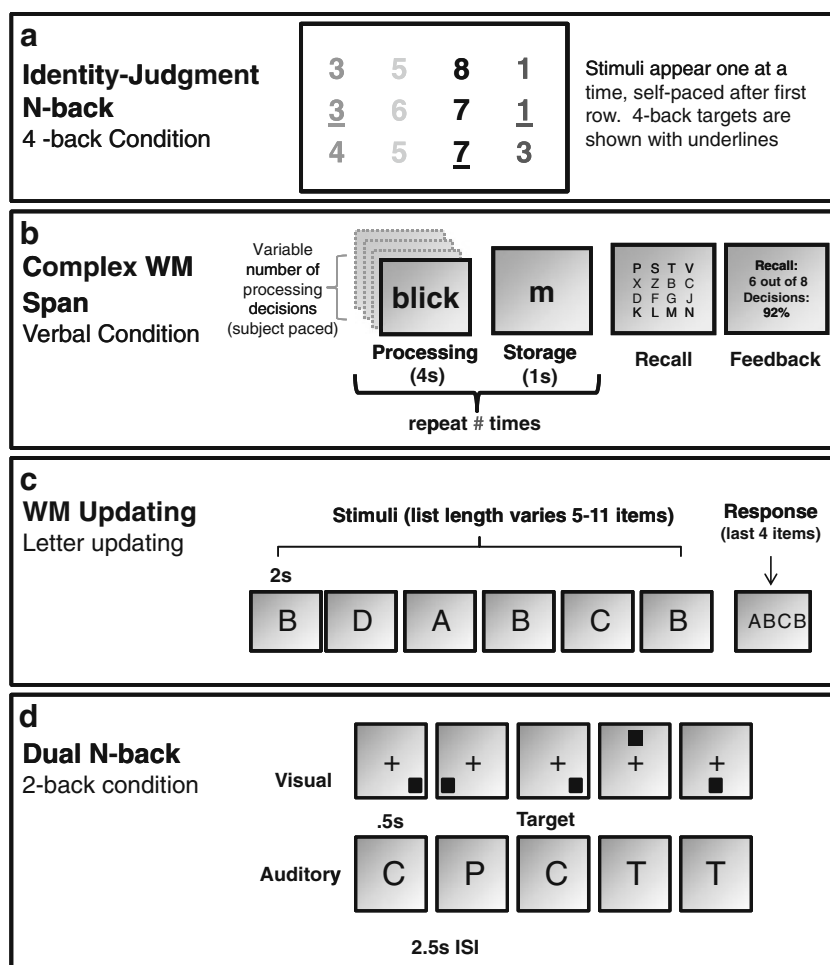 a
Identity-Judgment
N-back
4 -back Condition
3 5 8 1
3 6 7 1
4 5 7 3
Stimuli appear one at a
time, self-paced after first
row. 4-back targets are
shown with underlines
b
Complex WM
Span
Verbal Condition
Variable
number of
processing
decisions
(subject paced)
blick
Processing
(4s)
m
Storage
(1s)
repeat # times
P S T V
X Z B C
D F G J
K L M N
Recall
Recall:
6 out of 8
Decisions:
92%
Feedback
c
WM Updating
Letter updating
Stimuli (list length varies 5-11 items)
Response
(last 4 items)
2s
B D A B C B
ABCB
d
Dual N-back
2-back condition
Visual
+ + + + +
.5s Target
Auditory
C P C T T
2.5s ISI